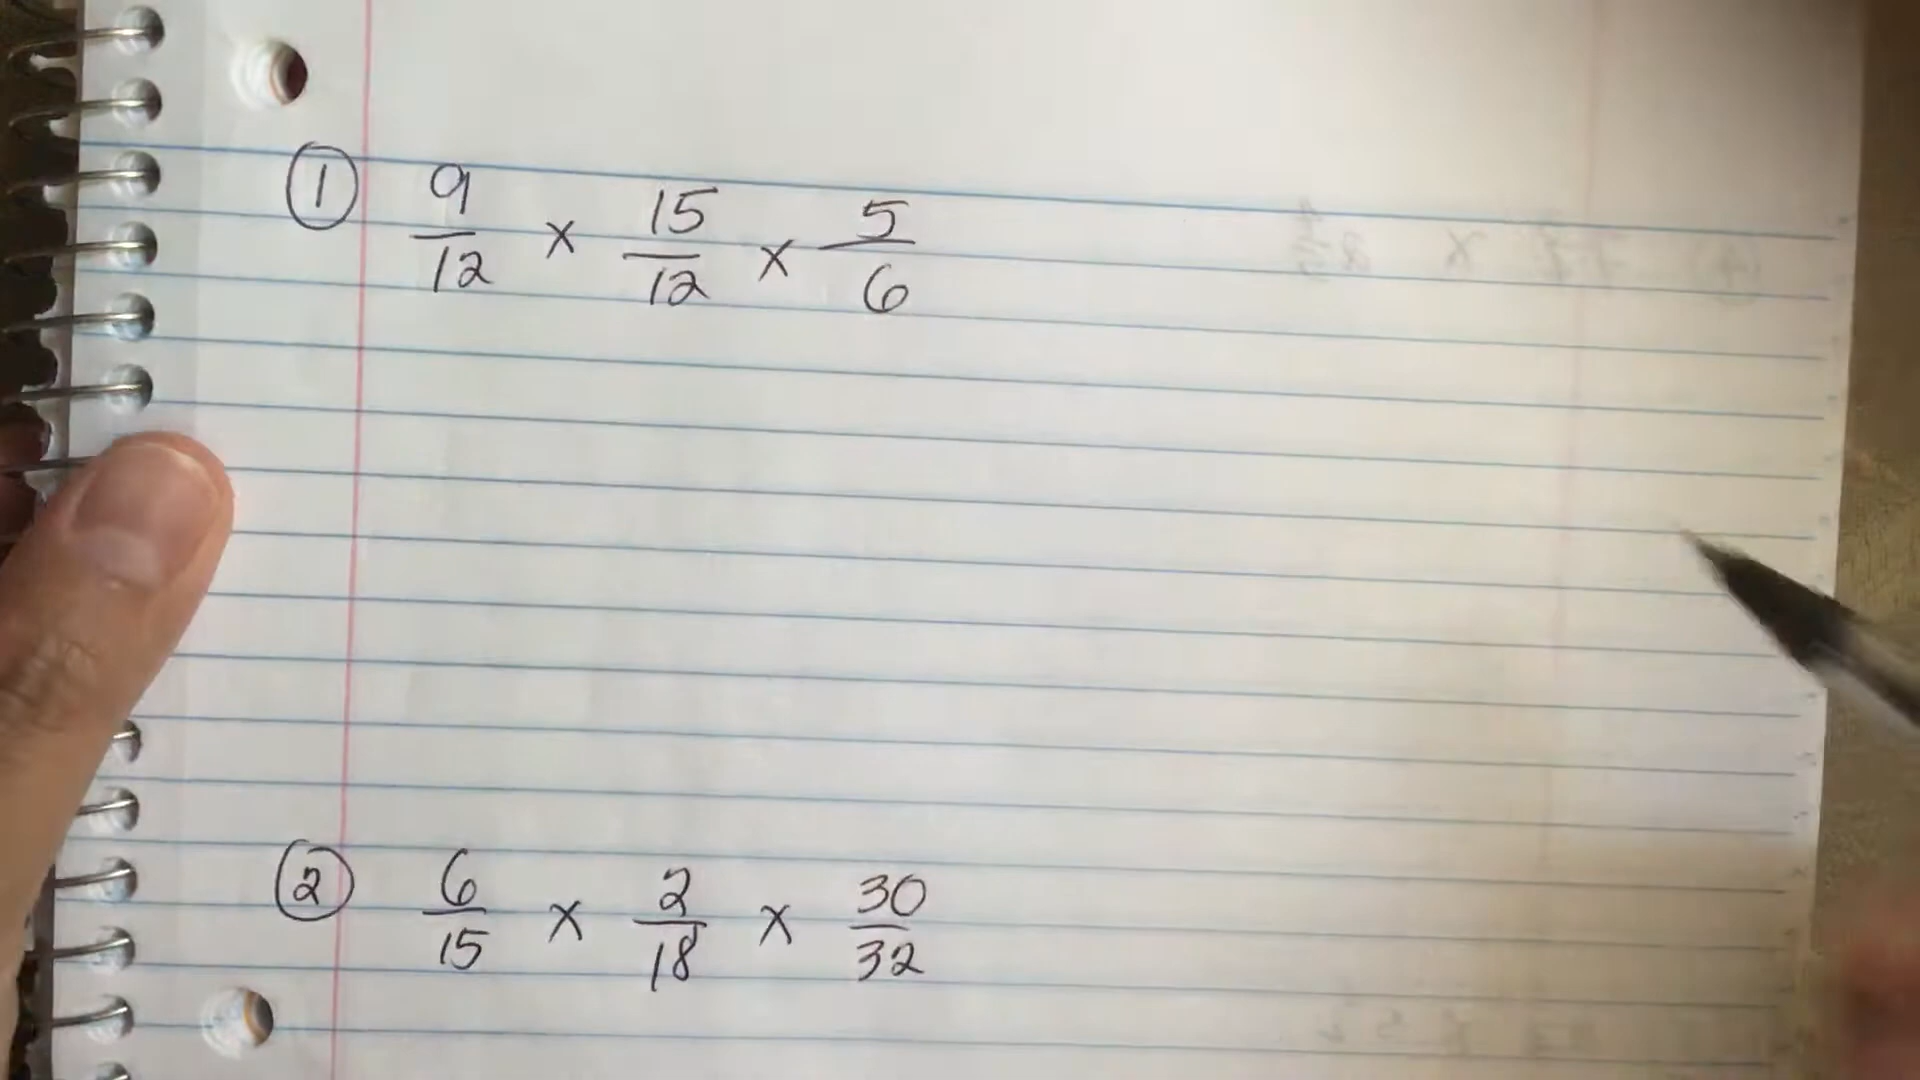 ① 9/12 x 15/12 x 5/6
② 6/15 x 2/18 x 30/32